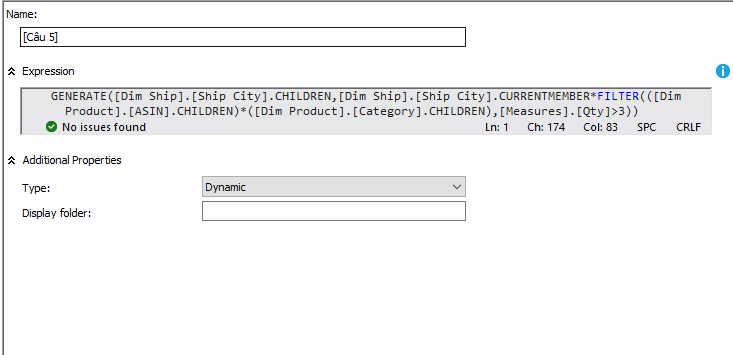 Name:
[Câu 5]
Expression
GENERATE([Dim Ship].[Ship City].CHILDREN,[Dim Ship].[Ship City].CURRENTMEMBER*FILTER(([Dim
Product].[ASIN].CHILDREN)*([Dim Product].[Category].CHILDREN),[Measures].[Qty]>3))
No issues found Ln: 1 Ch: 174 Col: 83 SPC CRLF
Additional Properties
Type: Dynamic
Display folder: